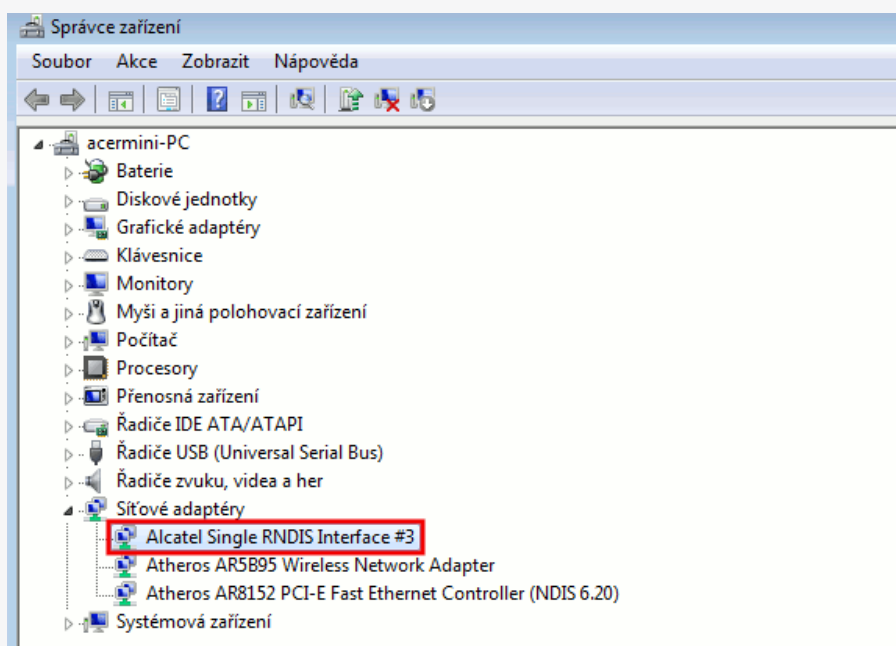 Správce zařízení
Soubor Akce Zobrazit Nápověda
acermini-PC
Baterie
Diskové jednotky
Grafické adaptéry
Klávesnice
Monitory
Myši a jiná polohovací zařízení
Počítač
Procesory
Přenosná zařízení
Řadiče IDE ATA/ATAPI
Řadiče USB (Universal Serial Bus)
Řadiče zvuku, videa a her
Síťové adaptéry
Alcatel Single RNDIS Interface #3
Atheros AR5B95 Wireless Network Adapter
Atheros AR8152 PCI-E Fast Ethernet Controller (NDIS 6.20)
Systémová zařízení